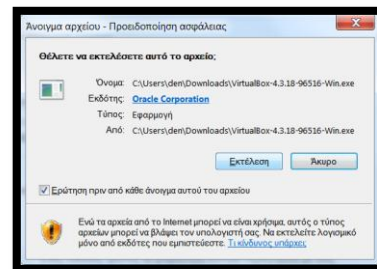 Άνοιγμα αρχείου - Προειδοποίηση ασφάλειας
Θέλετε να εκτελέσετε αυτό το αρχείο;
Όνομα: C:\Users\den\Downloads\VirtualBox-4.3.18-96516-Win.exe
Εκδότης: Oracle Corporation
Τύπος: Εφαρμογή
Από: C:\Users\den\Downloads\VirtualBox-4.3.18-96516-Win.exe
Εκτέλεση Άκυρο
Ερώτηση πριν από κάθε άνοιγμα αυτού του αρχείου
Ενώ τα αρχεία από το Internet μπορεί να είναι χρήσιμα, αυτός ο τύπος
αρχείων μπορεί να βλάψει τον υπολογιστή σας. Να εκτελείτε λογισμικό
μόνο από εκδότες που εμπιστεύεστε. Τι κίνδυνος υπάρχει;